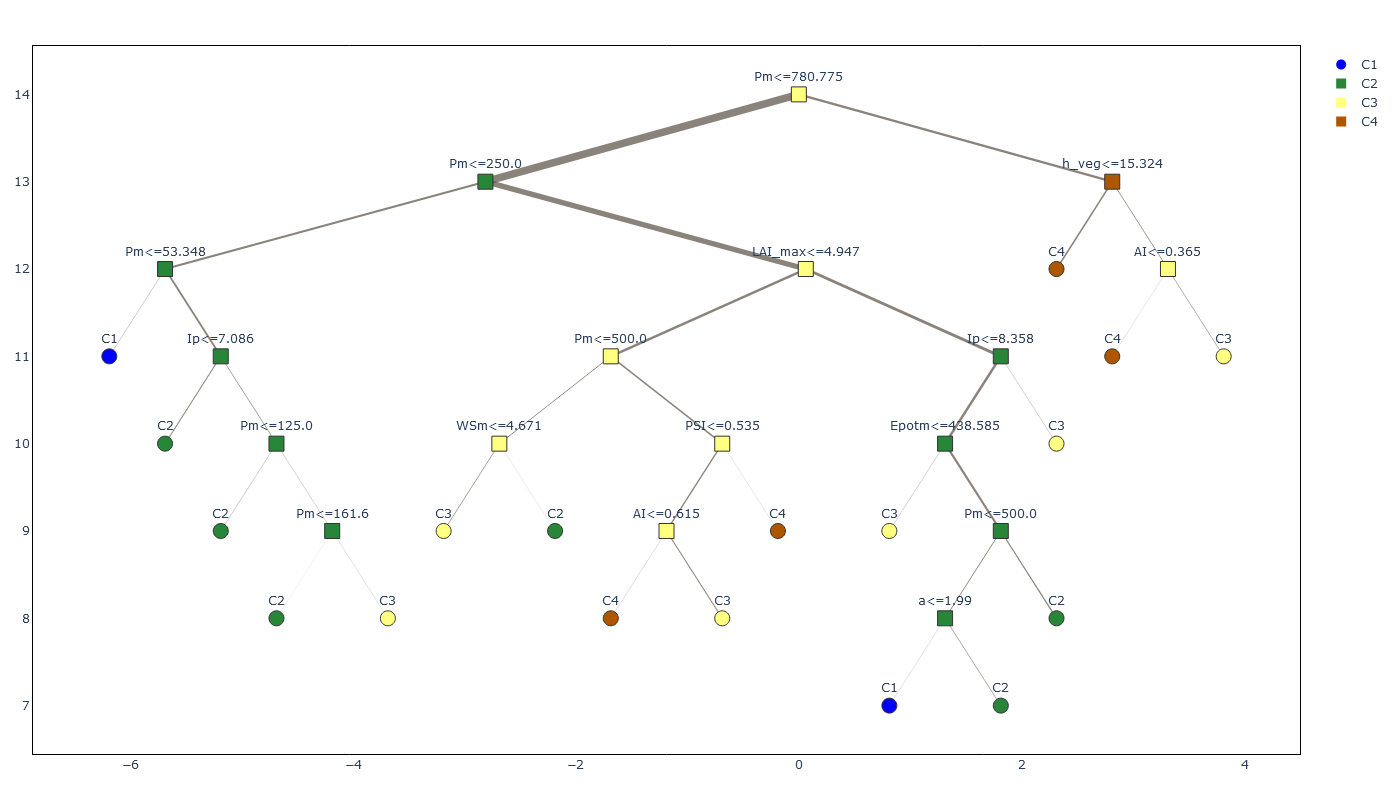 Pm<=780.775
C1
C2
C3
C4
14
Pm<=250.0
h_veg<=15.324
13
Pm<=53.348
LAI_max<=4.947
C4
AI<=0.365
12
C1
Ip<=7.086
Pm<=500.0
Ip<=8.358
C4
C3
11
C2
Pm<=125.0
WSm<=4.671
PSI<=0.535
Epotm<=438.585
C3
10
C2
Pm<=161.6
C3
C2
AI<=0.615
C4
C3
Pm<=500.0
9
C2
C3
C4
C3
a<=1.99
C2
8
C1
C2
7
−6
−4
−2
0
2
4